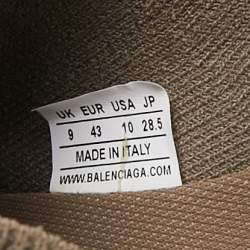 UK EUR USA JP
9 43 10 28.5
MADE IN ITALY
WWW.BALENCIAGA.COM